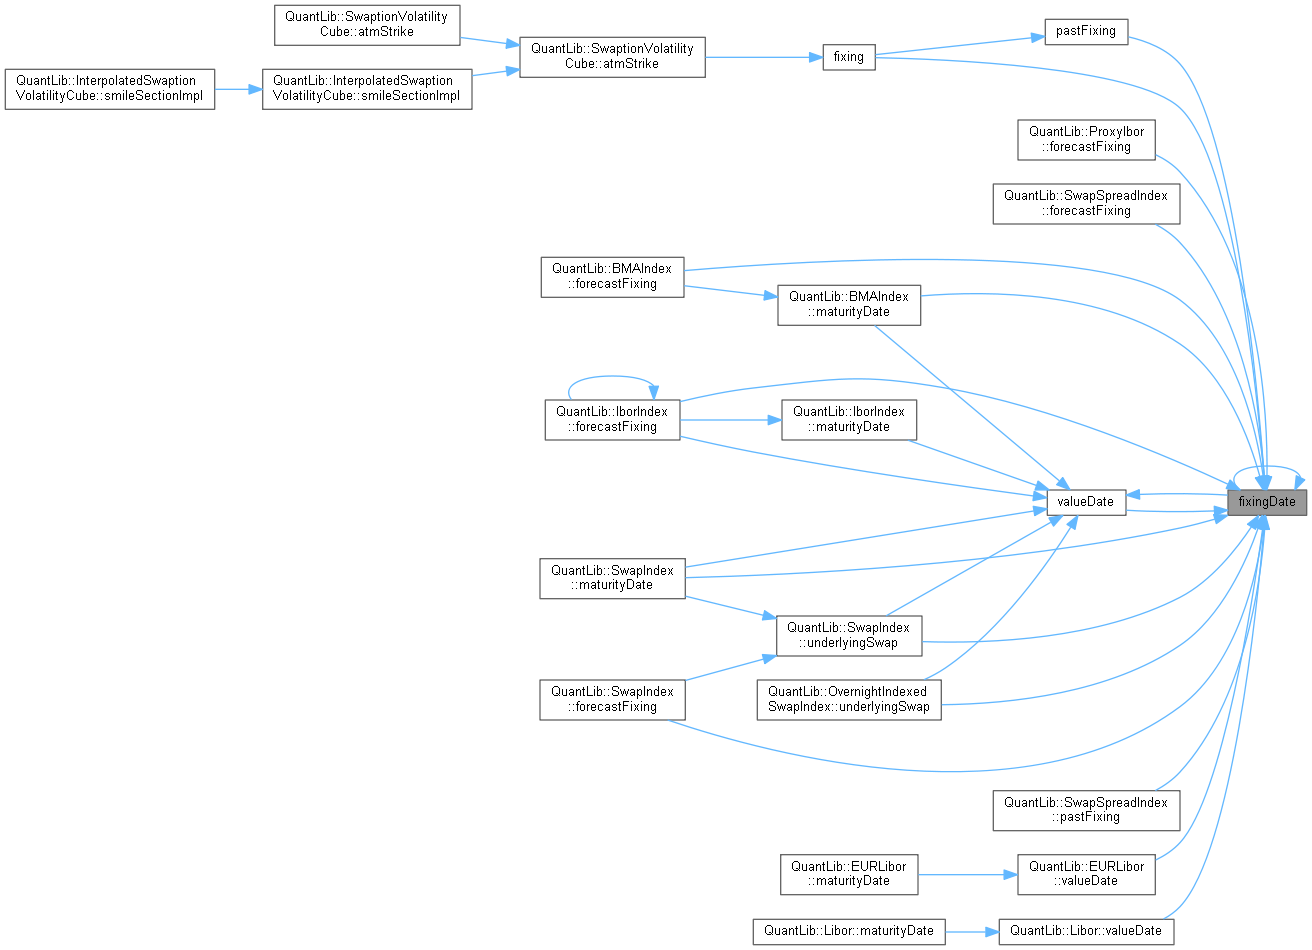 QuantLib::SwaptionVolatility
Cube::atmStrike
pastFixing
QuantLib::SwaptionVolatility
Cube::atmStrike
fixing
QuantLib::InterpolatedSwaption
VolatilityCube::smileSectionImpl
QuantLib::InterpolatedSwaption
VolatilityCube::smileSectionImpl
QuantLib::ProxyIbor
::forecastFixing
QuantLib::SwapSpreadIndex
::forecastFixing
QuantLib::BMAIndex
::forecastFixing
QuantLib::BMAIndex
::maturityDate
QuantLib::IborIndex
::forecastFixing
QuantLib::IborIndex
::maturityDate
valueDate
fixingDate
QuantLib::SwapIndex
::maturityDate
QuantLib::SwapIndex
::underlyingSwap
QuantLib::SwapIndex
::forecastFixing
QuantLib::OvernightIndexed
SwapIndex::underlyingSwap
QuantLib::SwapSpreadIndex
::pastFixing
QuantLib::EURLibor
::maturityDate
QuantLib::EURLibor
::valueDate
QuantLib::Libor::maturityDate
QuantLib::Libor::valueDate